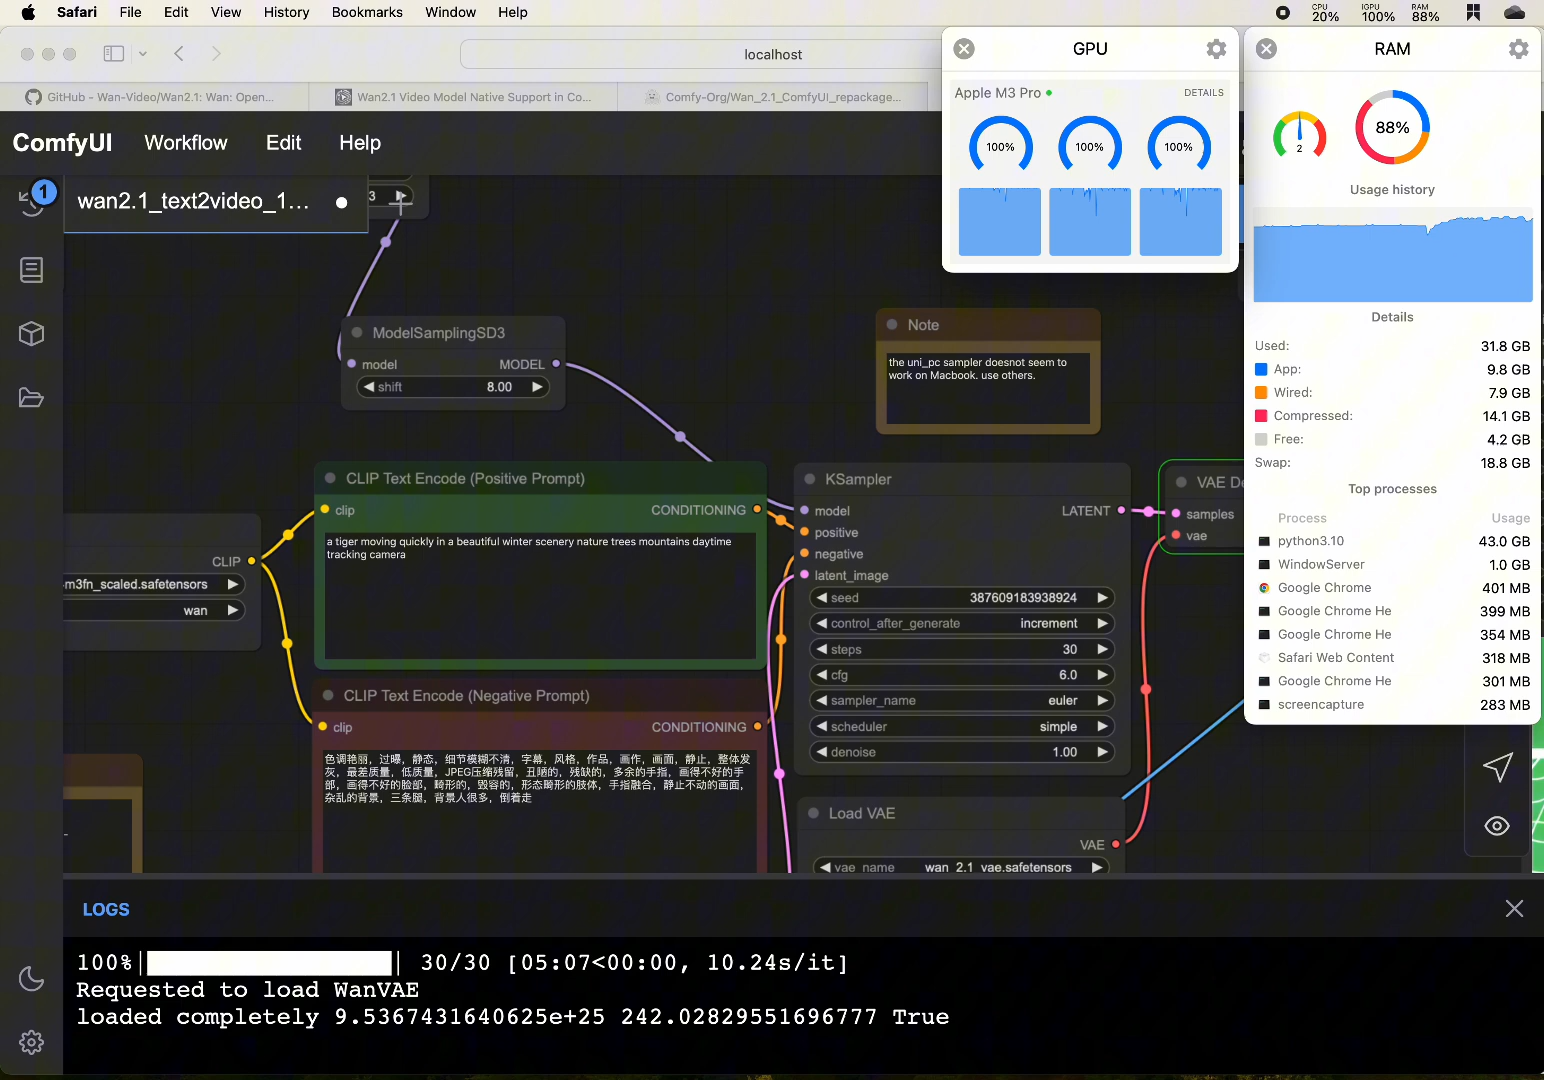 Safari File Edit View History Bookmarks Window Help
CPU 20% IGPU 100% RAM 88%
localhost
GitHub - Wan-Video/Wan2.1: Wan: Open...
Wan2.1 Video Model Native Support in Co...
Comfy-Org/Wan_2.1_ComfyUI_repackage...
ComfyUI Workflow Edit Help
1
wan2.1_text2video_1...
3
GPU
Apple M3 Pro
DETAILS
100% 100% 100%
RAM
2
88%
Usage history
Details
Used: 31.8 GB
App: 9.8 GB
Wired: 7.9 GB
Compressed: 14.1 GB
Free: 4.2 GB
Swap: 18.8 GB
Top processes
Process Usage
python3.10 43.0 GB
WindowServer 1.0 GB
Google Chrome 401 MB
Google Chrome He 399 MB
Google Chrome He 354 MB
Safari Web Content 318 MB
Google Chrome He 301 MB
screencapture 283 MB
ModelSamplingSD3
model MODEL
shift 8.00
Note
the uni_pc sampler doesnot seem to
work on Macbook. use others.
CLIP
m3fn_scaled.safetensors
wan
CLIP Text Encode (Positive Prompt)
clip CONDITIONING
a tiger moving quickly in a beautiful winter scenery nature trees mountains daytime
tracking camera
CLIP Text Encode (Negative Prompt)
clip CONDITIONING
色调艳丽，过曝，静态，细节模糊不清，字幕，风格，作品，画作，画面，静止，整体发
灰，最差质量，低质量，JPEG压缩残留，丑陋的，残缺的，多余的手指，画得不好的手
部，画得不好的脸部，畸形的，毁容的，形态畸形的肢体，手指融合，静止不动的画面，
杂乱的背景，三条腿，背景人很多，倒着走
KSampler
model LATENT
positive
negative
latent_image
seed 387609183938924
control_after_generate increment
steps 30
cfg 6.0
sampler_name euler
scheduler simple
denoise 1.00
VAE De
samples
vae
Load VAE
VAE
vae_name wan_2.1_vae.safetensors
LOGS
100%| | 30/30 [05:07<00:00, 10.24s/it]
Requested to load WanVAE
loaded completely 9.5367431640625e+25 242.02829551696777 True